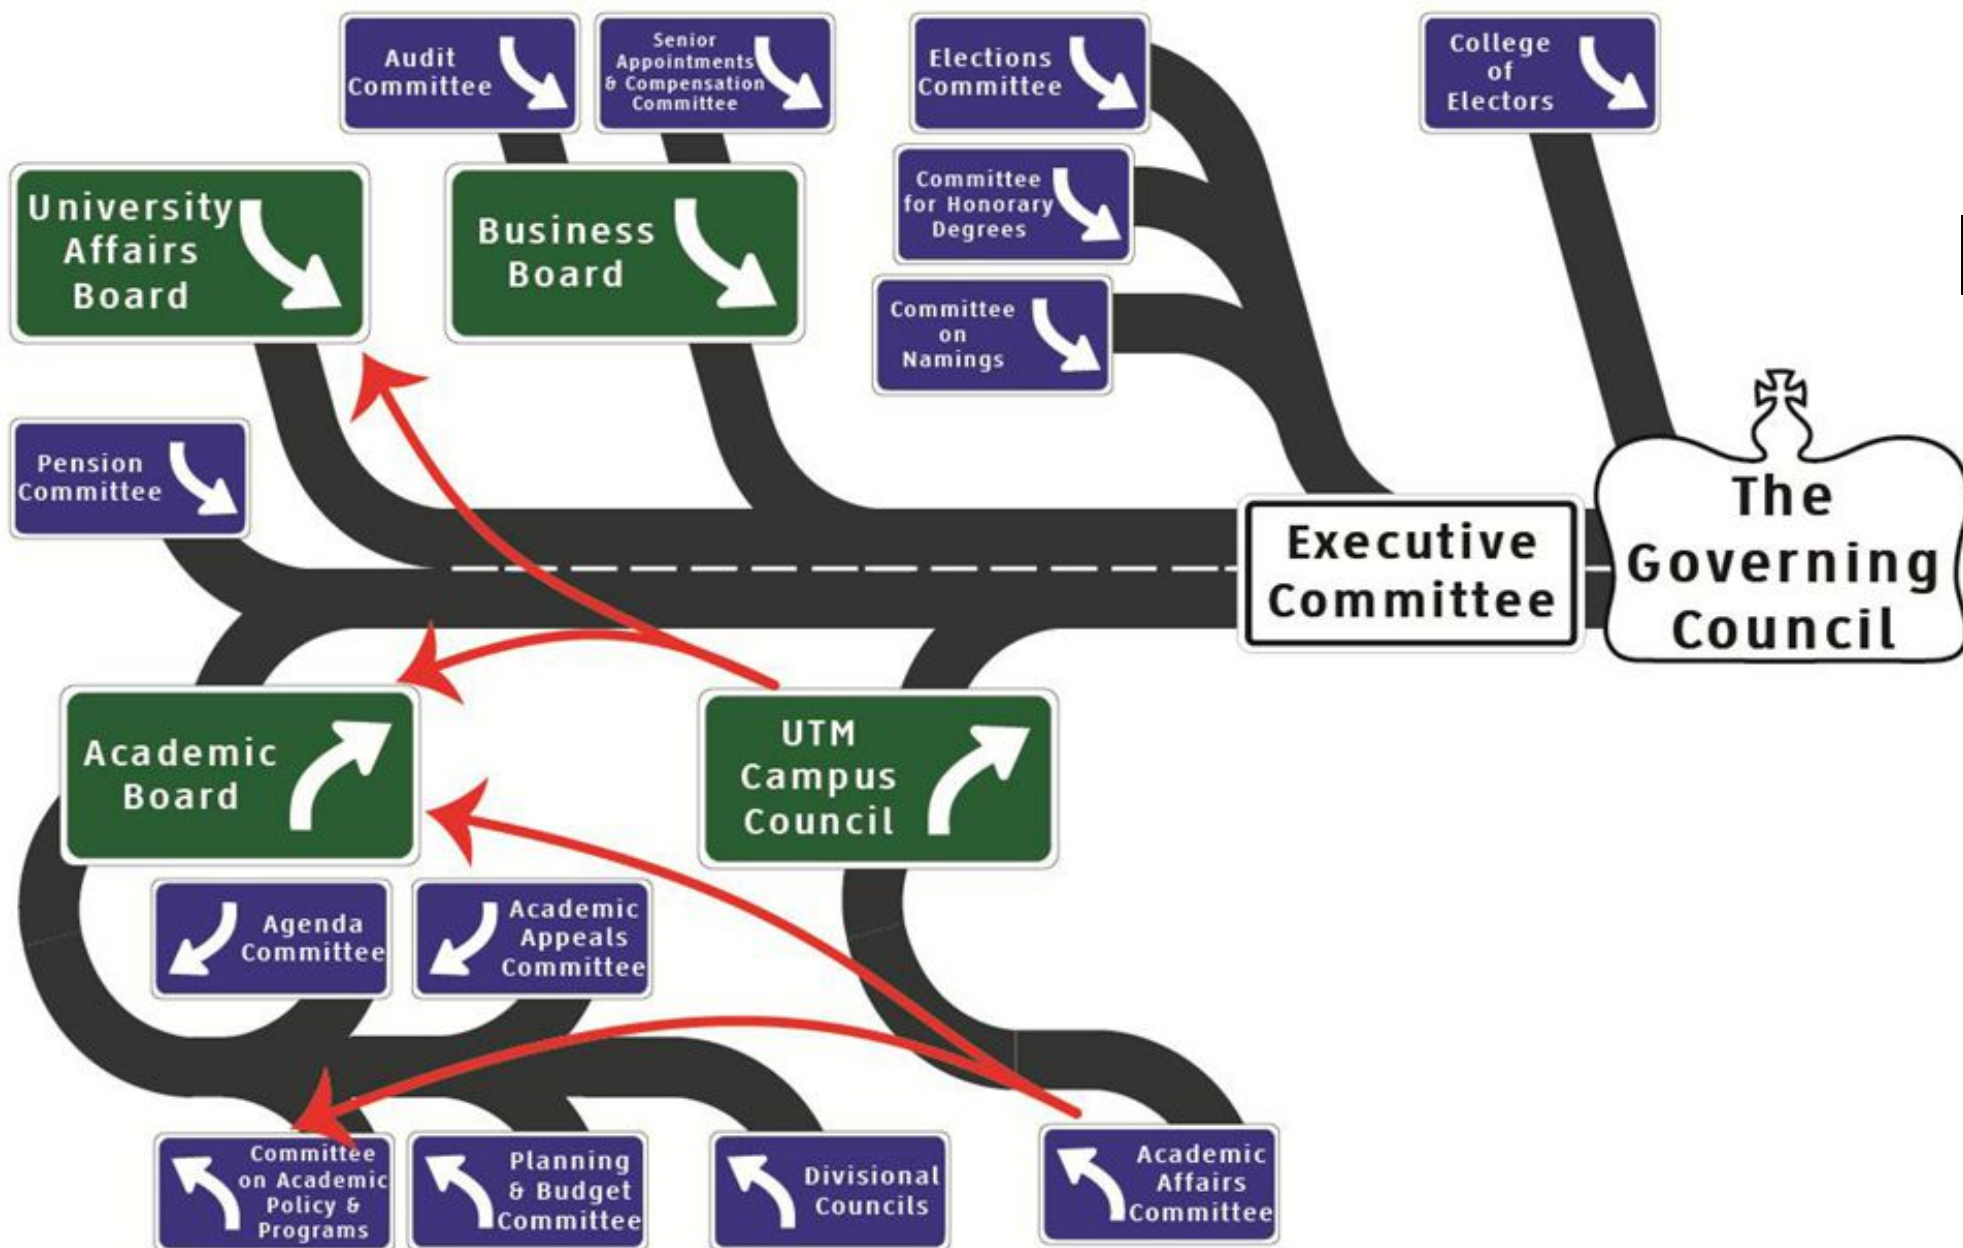 Audit
Committee
Senior
Appointments
& Compensation
Committee
Elections
Committee
College
of
Electors
University
Affairs
Board
Business
Board
Committee
for Honorary
Degrees
Committee
on
Namings
Pension
Committee
Executive
Committee
The
Governing
Council
Academic
Board
UTM
Campus
Council
Agenda
Committee
Academic
Appeals
Committee
Committee
on Academic
Policy &
Programs
Planning
& Budget
Committee
Divisional
Councils
Academic
Affairs
Committee